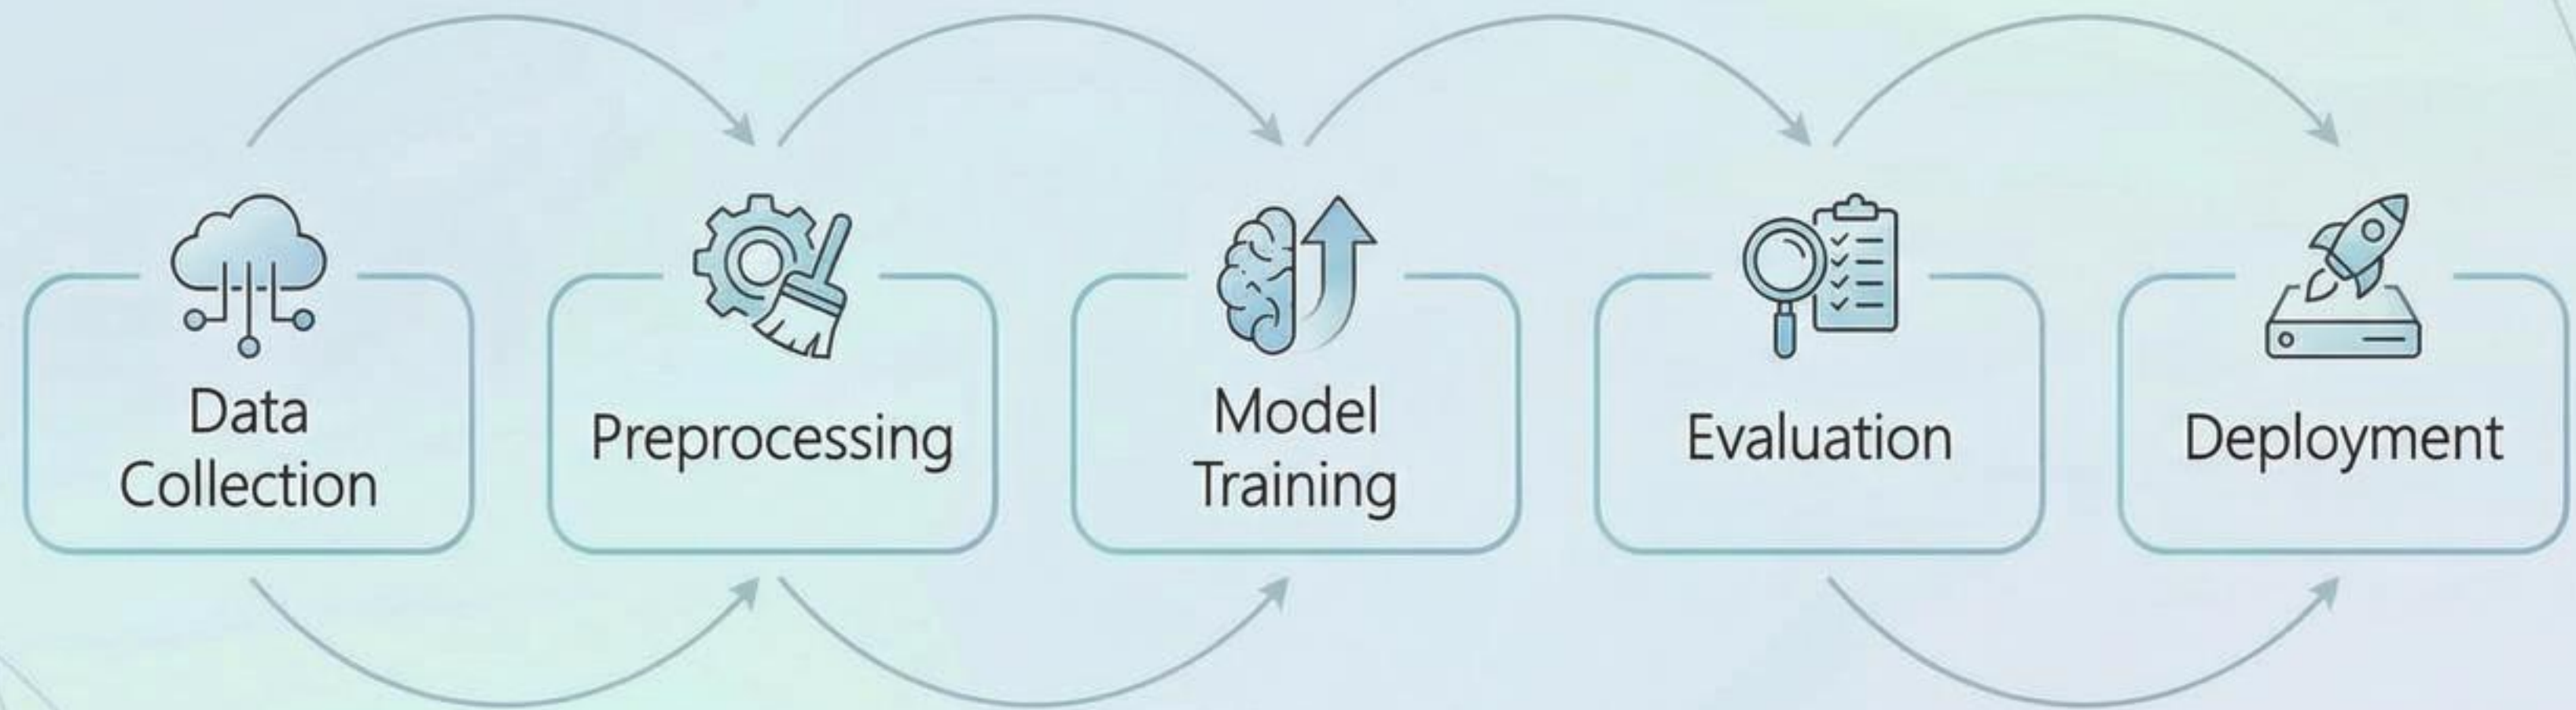 Data
Collection
Preprocessing
Model
Training
Evaluation
Deployment